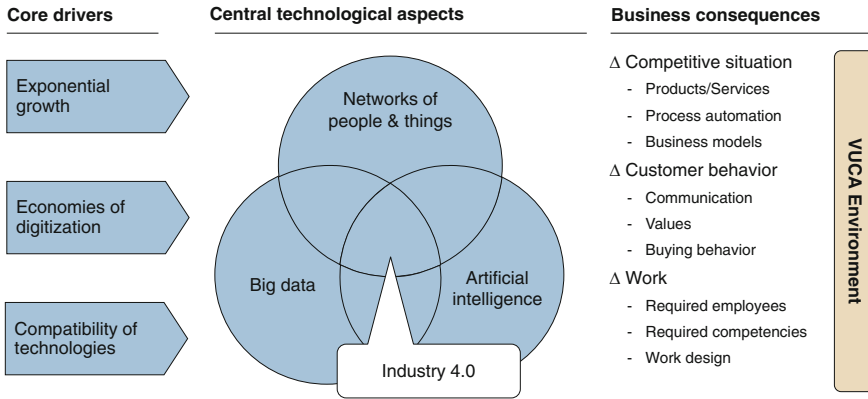 Core drivers
Central technological aspects
Business consequences
Exponential
growth
Economies of
digitization
Compatibility of
technologies
Networks of
people & things
Big data
Artificial
intelligence
Industry 4.0
Δ Competitive situation
- Products/Services
- Process automation
- Business models
Δ Customer behavior
- Communication
- Values
- Buying behavior
Δ Work
- Required employees
- Required competencies
- Work design
VUCA Environment